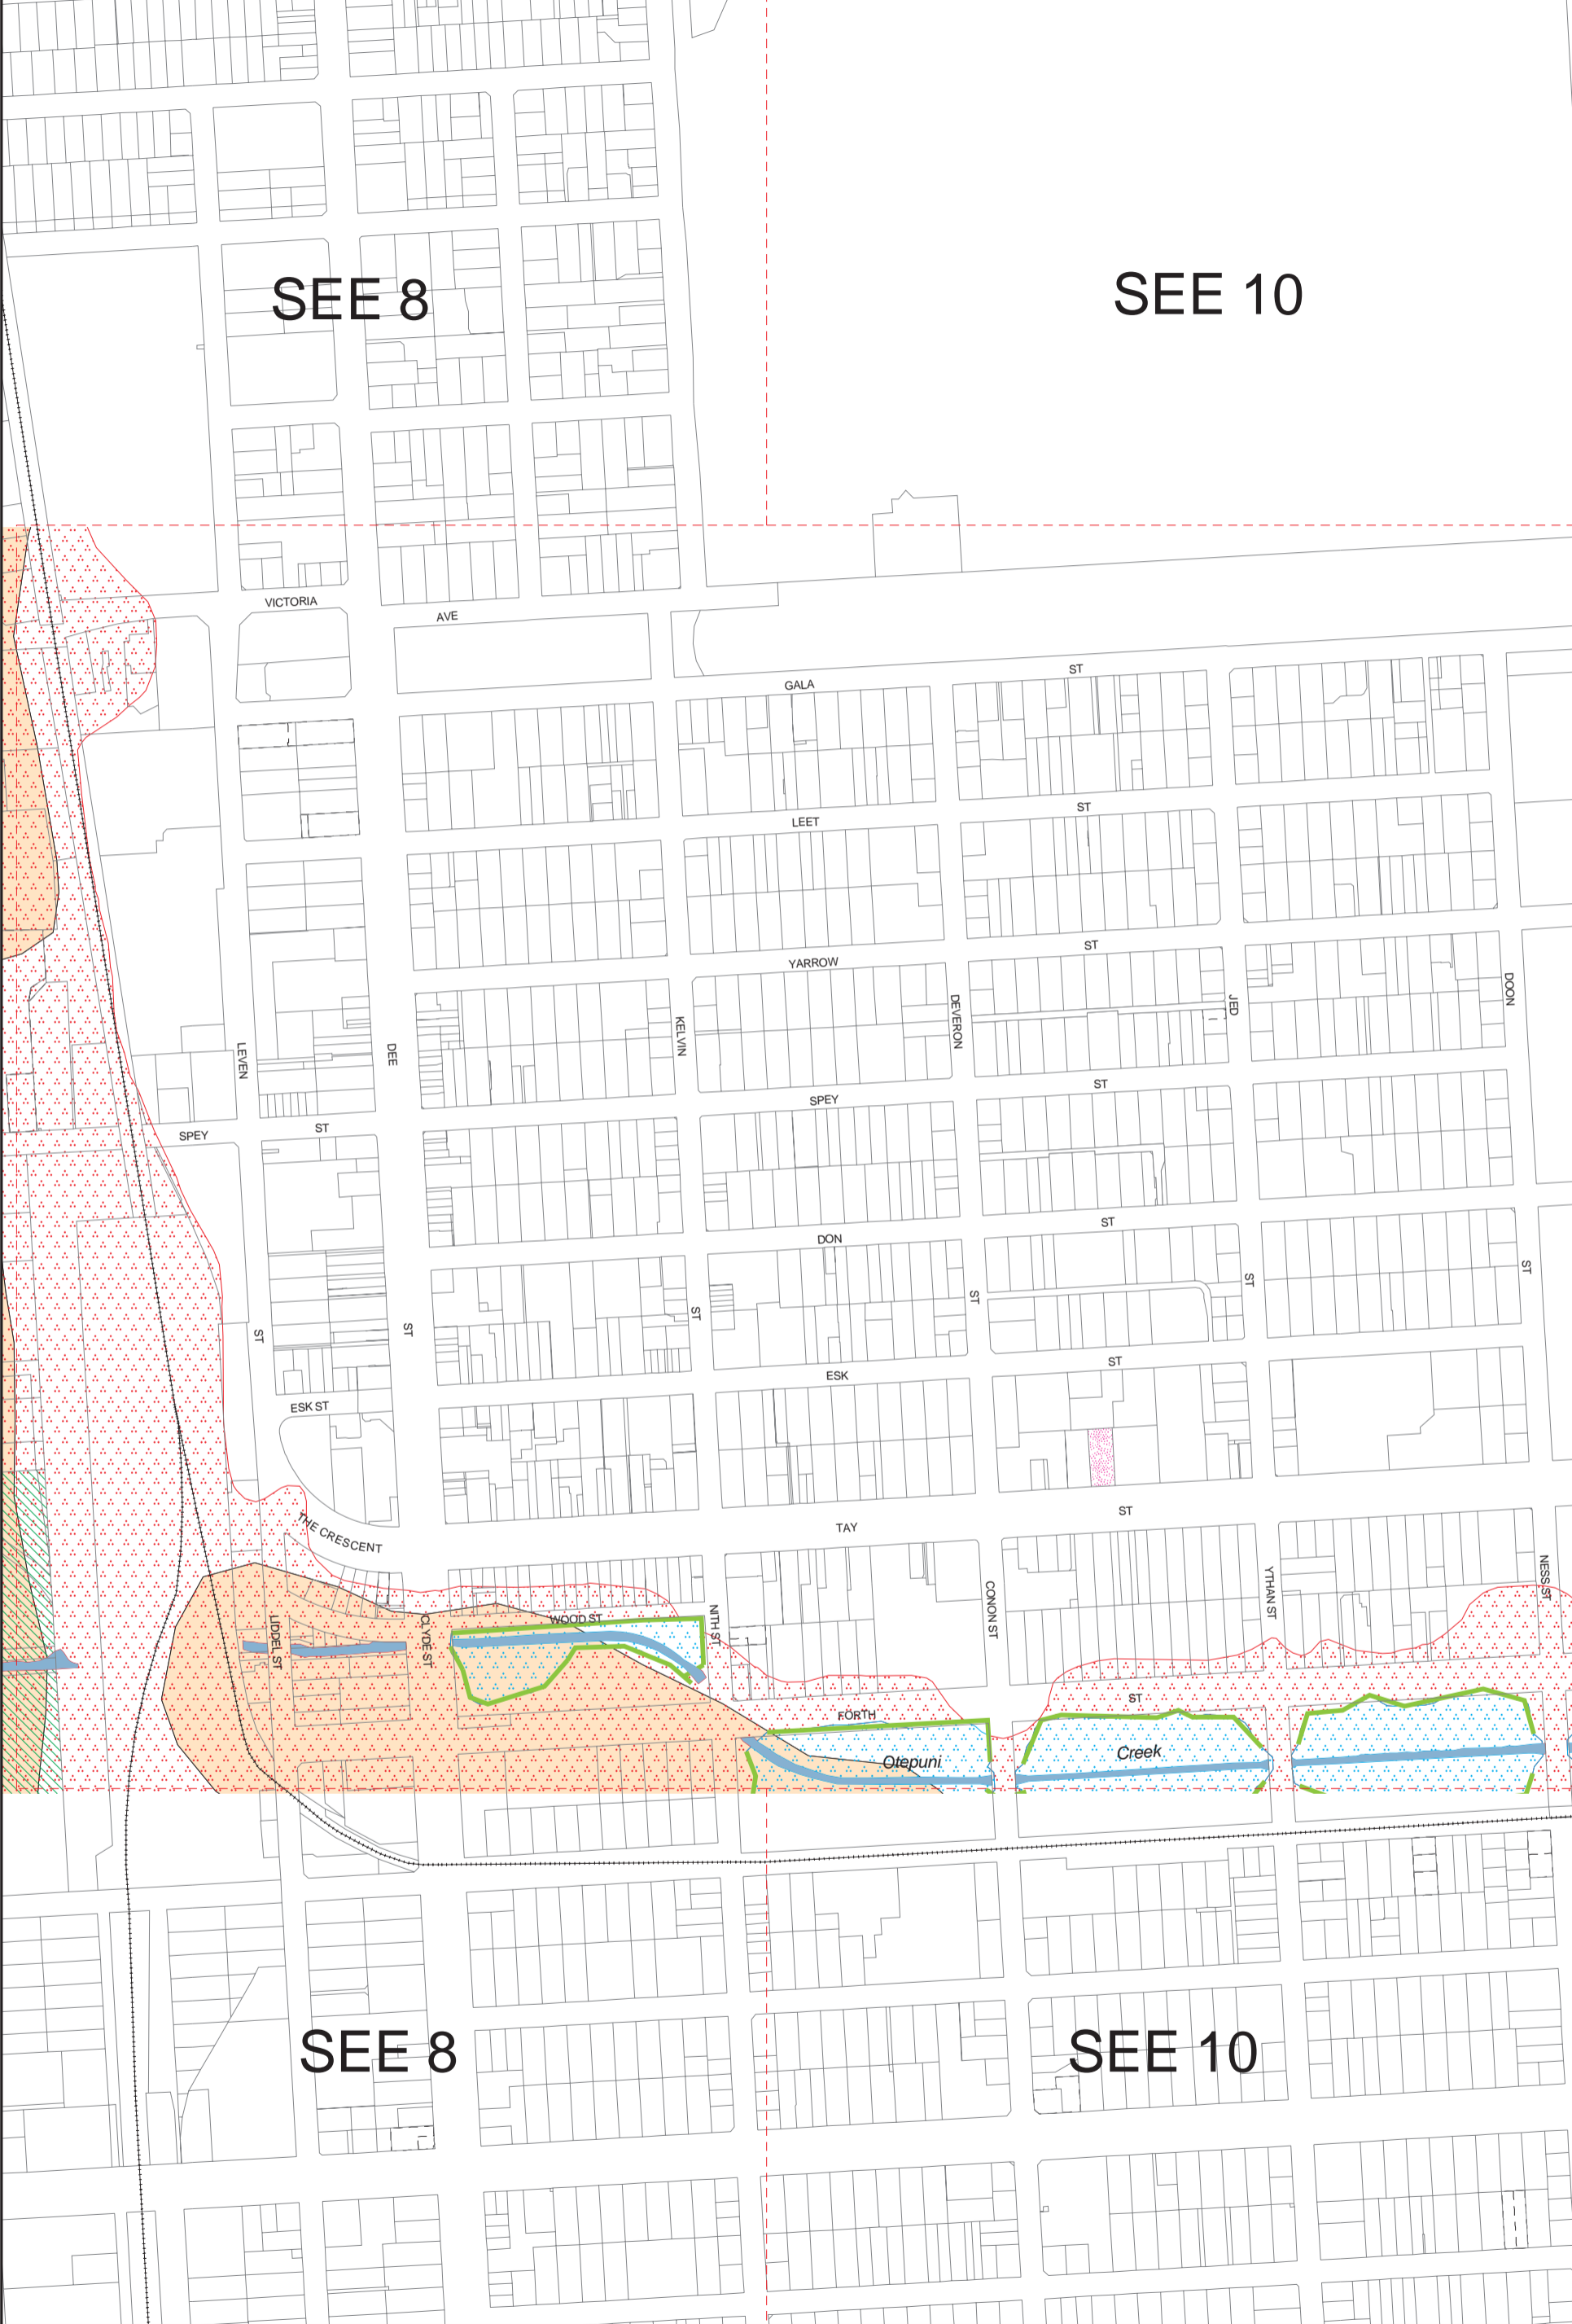 SEE 8
SEE 10
VICTORIA
AVE
GALA
ST
LEET
ST
YARROW
ST
LEVEN
DEE
KELVIN
DEVERON
JED
DOON
SPEY
ST
SPEY
ST
DON
ST
ST
ST
ST
ST
ST
ST
ESK ST
ESK
ST
THE CRESCENT
TAY
ST
LIDDEL ST
CLYDE ST
WOOD ST
NITH ST
CONON ST
YTHAN ST
NESS ST
FORTH
ST
Otepuni
Creek
SEE 8
SEE 10